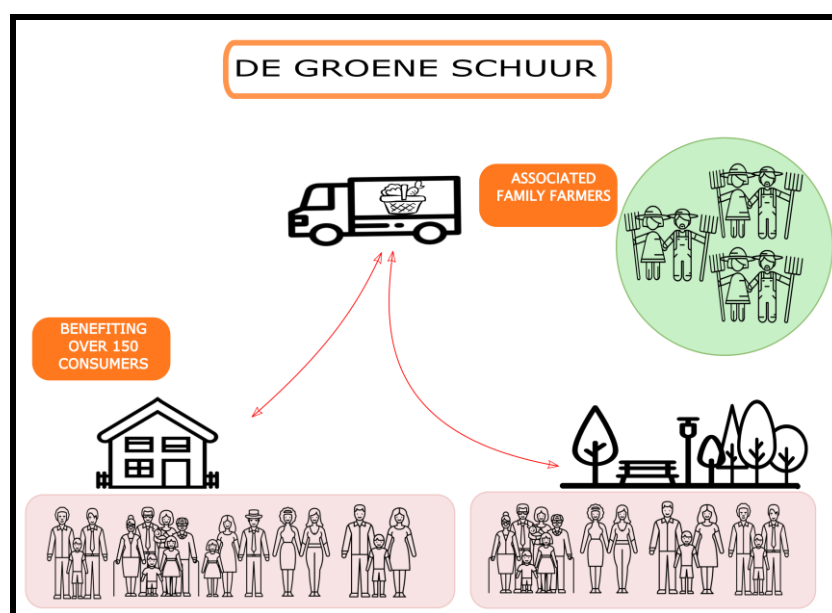 DE GROENE SCHUUR
ASSOCIATED
FAMILY FARMERS
BENEFITING
OVER 150
CONSUMERS